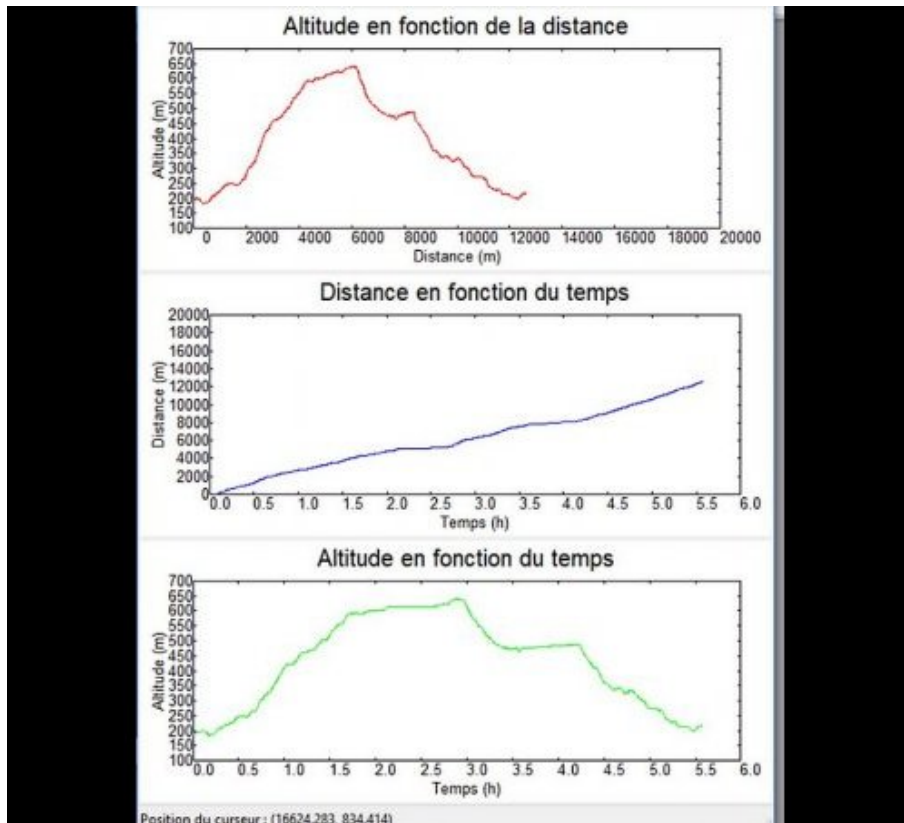 Altitude en fonction de la distance
700
650
600
550
500
450
400
350
300
250
200
150
100
Altitude (m)
0 2000 4000 6000 8000 10000 12000 14000 16000 18000 20000
Distance (m)
Distance en fonction du temps
20000
18000
16000
14000
12000
10000
8000
6000
4000
2000
0
Distance (m)
0.0 0.5 1.0 1.5 2.0 2.5 3.0 3.5 4.0 4.5 5.0 5.5 6.0
Temps (h)
Altitude en fonction du temps
700
650
600
550
500
450
400
350
300
250
200
150
100
Altitude (m)
0.0 0.5 1.0 1.5 2.0 2.5 3.0 3.5 4.0 4.5 5.0 5.5 6.0
Temps (h)
Position du curseur : (16624.283, 834.414)